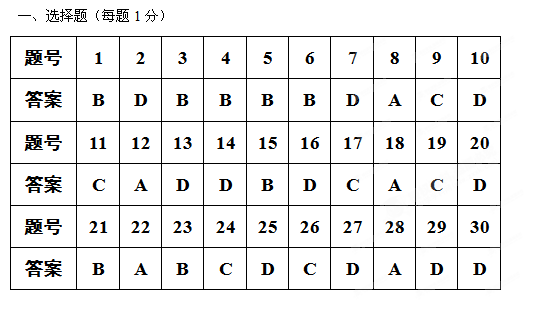 一、选择题（每题 1 分）
题号 1 2 3 4 5 6 7 8 9 10
答案 B D B B B B D A C D
题号 11 12 13 14 15 16 17 18 19 20
答案 C A D D B D C A C D
题号 21 22 23 24 25 26 27 28 29 30
答案 B A B C D C D A D D